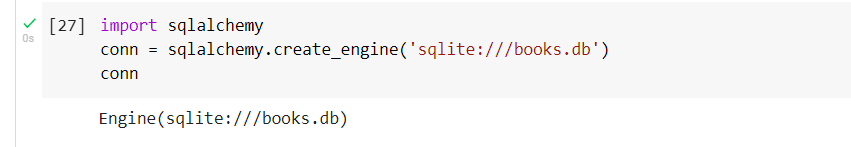 [27] import sqlalchemy
conn = sqlalchemy.create_engine('sqlite:///books.db')
0s
conn
Engine(sqlite:///books.db)